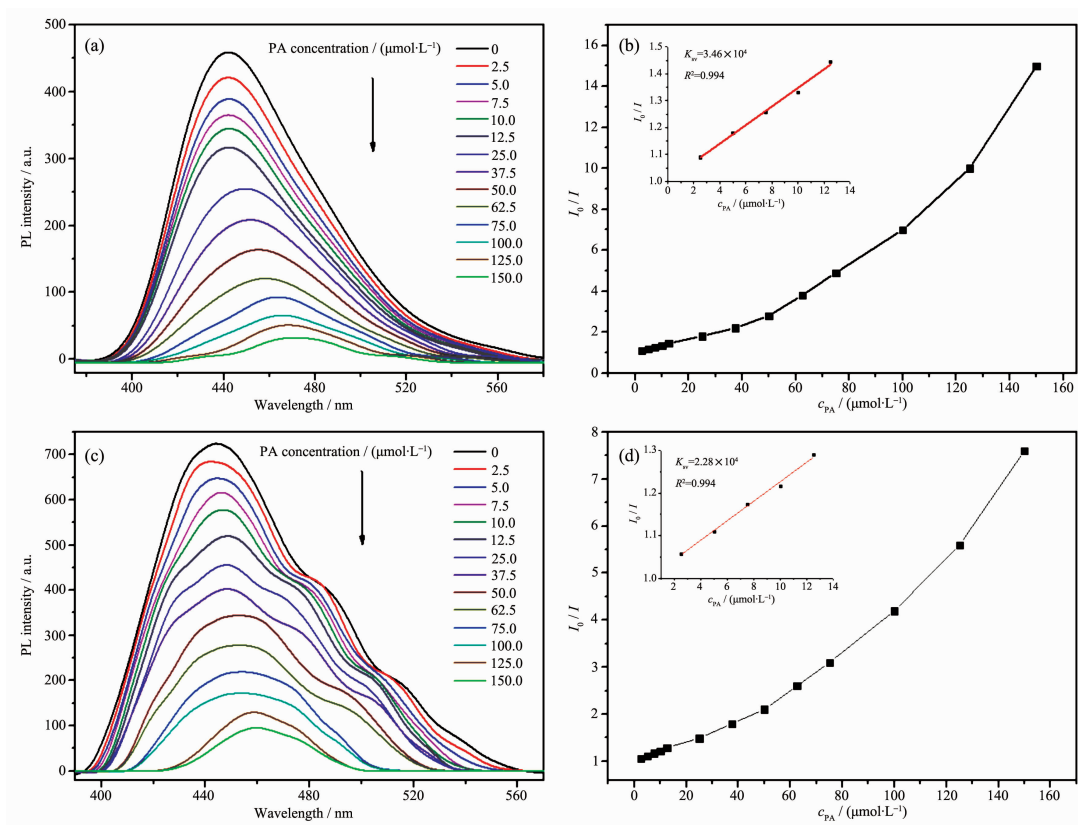 (a)
PA concentration / (μmol·L⁻¹)
0
2.5
5.0
7.5
10.0
12.5
25.0
37.5
50.0
62.5
75.0
100.0
125.0
150.0
500
400
300
200
100
0
PL intensity / a.u.
400 440 480 520 560
Wavelength / nm
(b)
16
14
12
10
8
6
4
2
0
I₀ / I
0 20 40 60 80 100 120 140 160
c_PA / (μmol·L⁻¹)
K_sv=3.46×10⁴
R²=0.994
1.5
1.4
1.3
1.2
1.1
1.0
I₀ / I
0 2 4 6 8 10 12 14
c_PA / (μmol·L⁻¹)
(c)
PA concentration / (μmol·L⁻¹)
0
2.5
5.0
7.5
10.0
12.5
25.0
37.5
50.0
62.5
75.0
100.0
125.0
150.0
700
600
500
400
300
200
100
0
PL intensity / a.u.
400 440 480 520 560
Wavelength / nm
(d)
8
7
6
5
4
3
2
1
I₀ / I
0 20 40 60 80 100 120 140 160
c_PA / (μmol·L⁻¹)
K_sv=2.28×10⁴
R²=0.994
1.3
1.2
1.1
1.0
I₀ / I
2 4 6 8 10 12 14
c_PA / (μmol·L⁻¹)